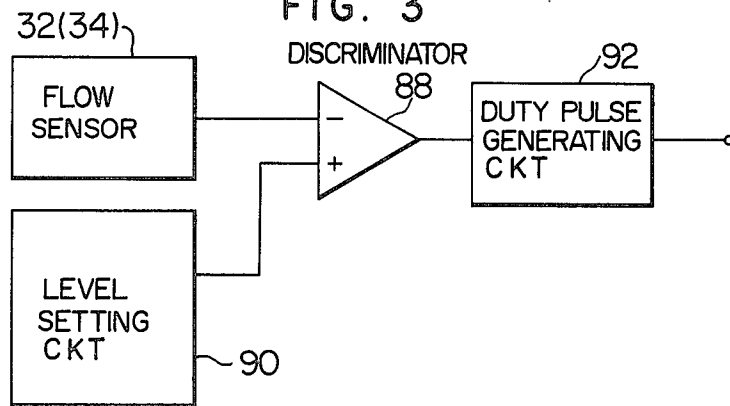 FIG. 3
32(34)
FLOW
SENSOR
DISCRIMINATOR
88
−
+
92
DUTY PULSE
GENERATING
CKT
LEVEL
SETTING
CKT
90